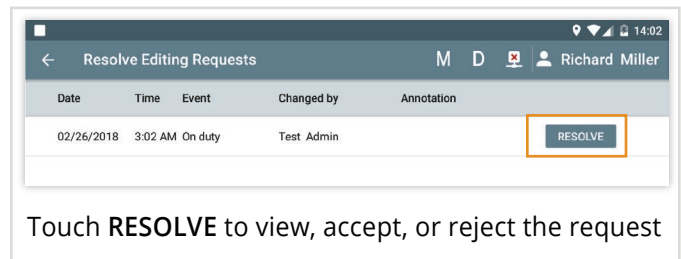 14:02
← Resolve Editing Requests M D Richard Miller
Date Time Event Changed by Annotation
02/26/2018 3:02 AM On duty Test Admin RESOLVE
Touch RESOLVE to view, accept, or reject the request